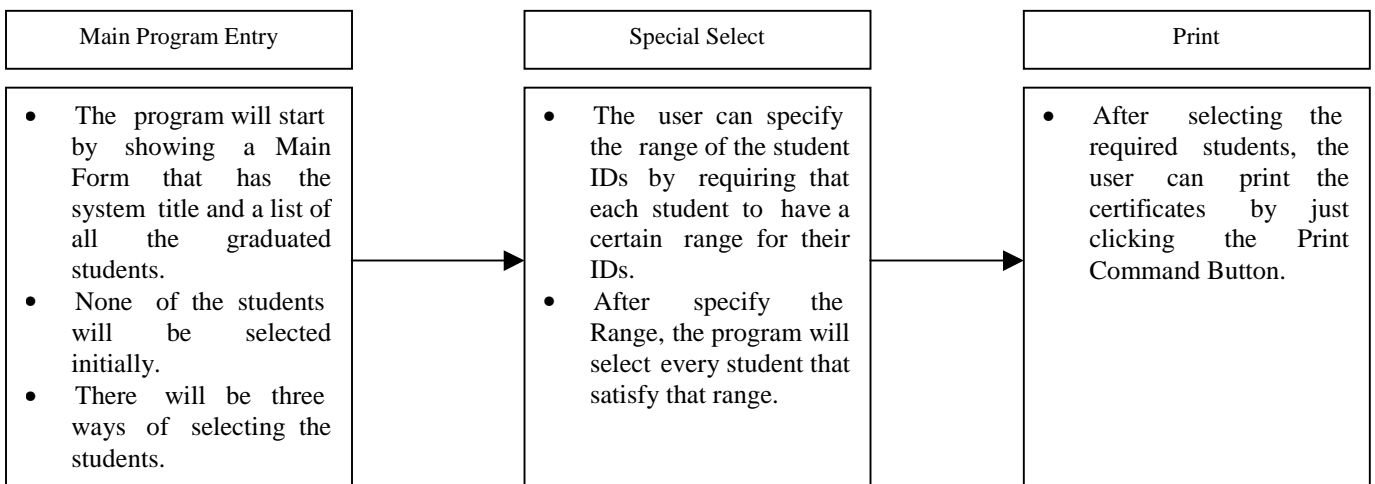 Main Program Entry
• The program will start
by showing a Main
Form that has the
system title and a list of
all the graduated
students.
• None of the students
will be selected
initially.
• There will be three
ways of selecting the
students.
Special Select
• The user can specify
the range of the student
IDs by requiring that
each student to have a
certain range for their
IDs.
• After specify the
Range, the program will
select every student that
satisfy that range.
Print
• After selecting the
required students, the
user can print the
certificates by just
clicking the Print
Command Button.